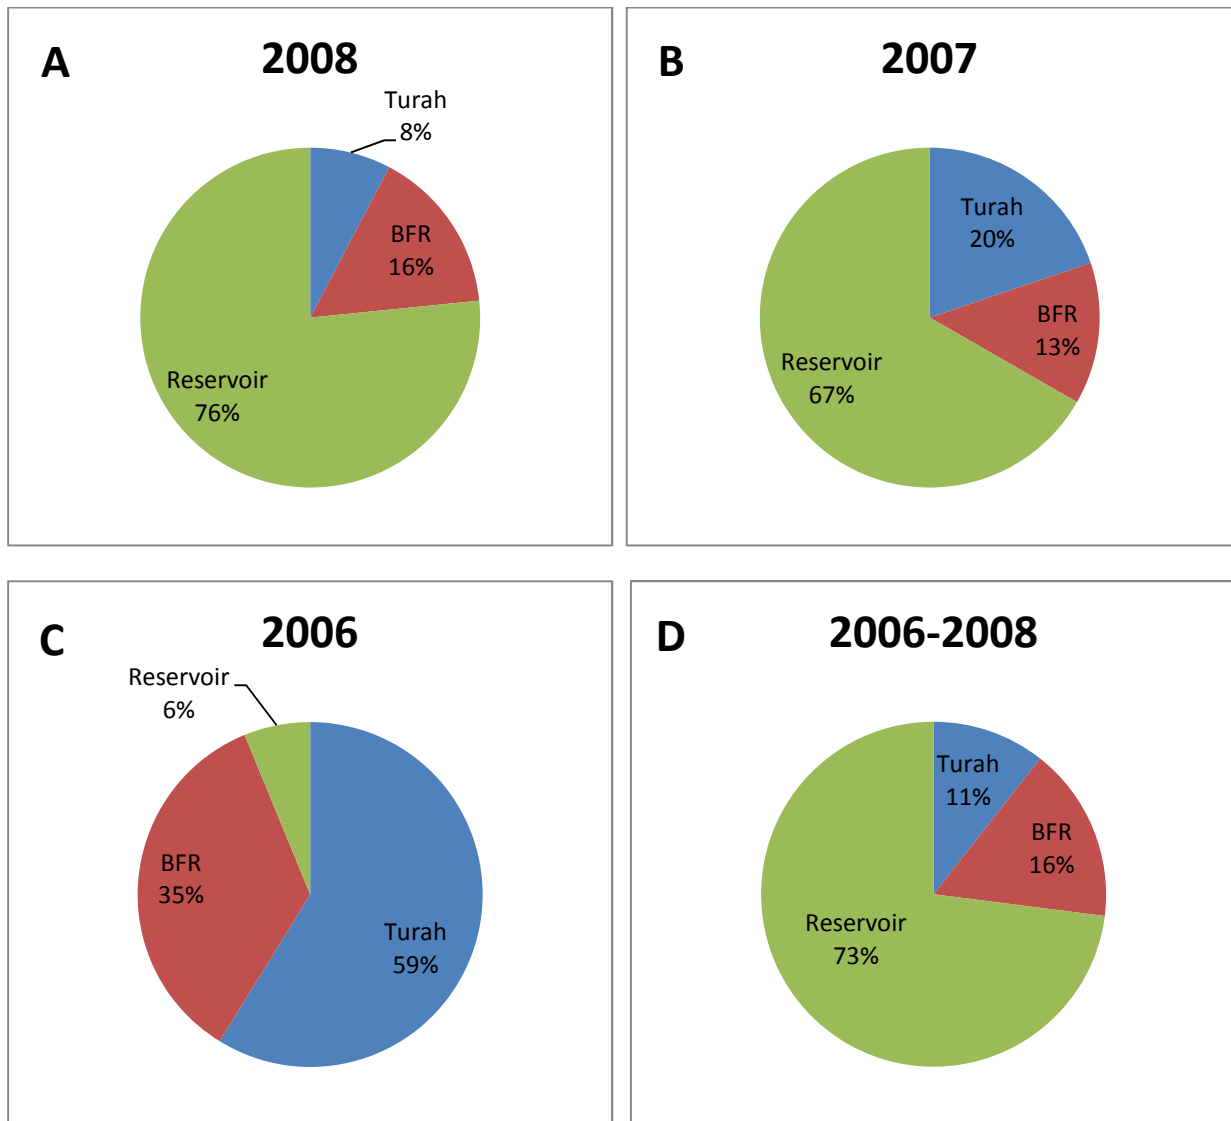 A
2008
Turah
8%
BFR
16%
Reservoir
76%
B
2007
Turah
20%
BFR
13%
Reservoir
67%
C
2006
Reservoir
6%
BFR
35%
Turah
59%
D
2006-2008
Turah
11%
BFR
16%
Reservoir
73%